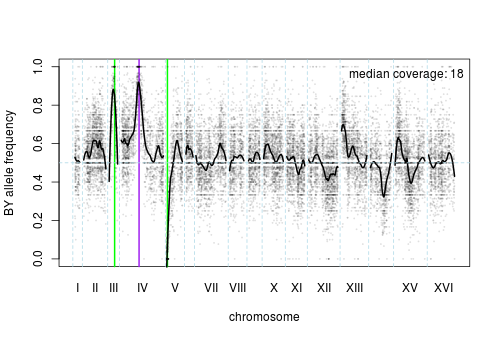 median coverage: 18
BY allele frequency
1.0
0.8
0.6
0.4
0.2
0.0
I II III IV V VII VIII X XI XII XIII XV XVI
chromosome